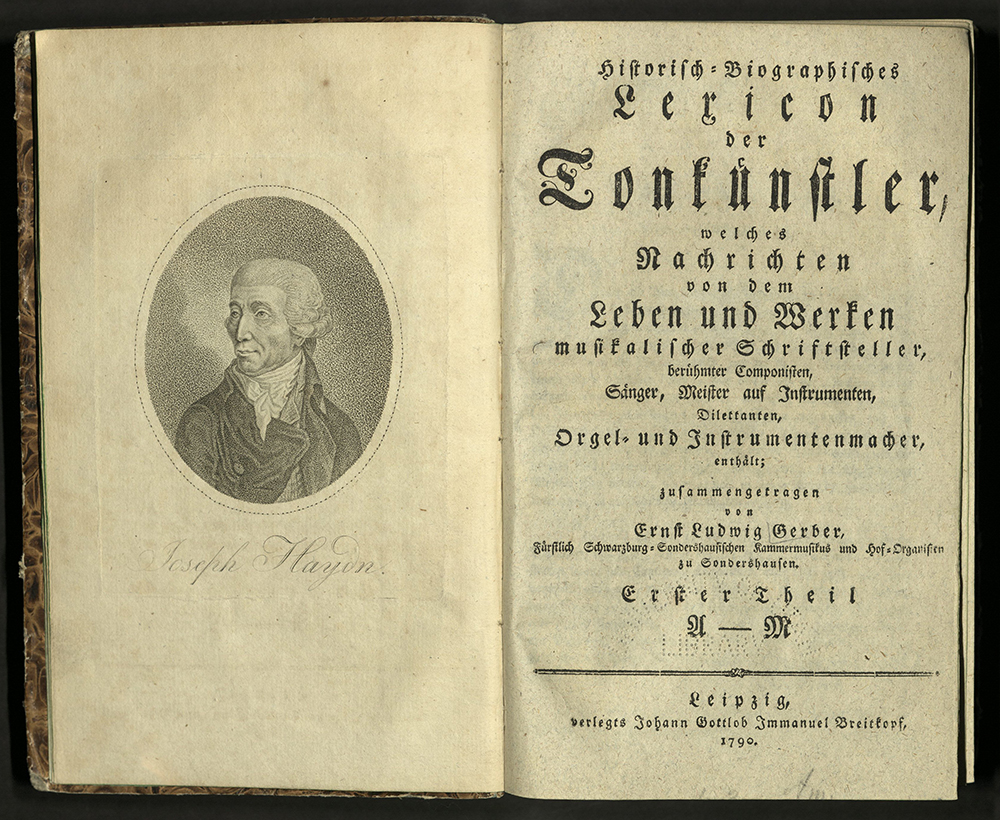 Joseph Haydn.
Historisch-Biographisches
Lexicon
der
Tonkünstler,
welches
Nachrichten
von dem
Leben und Werken
musikalischer Schriftsteller,
berühmter Componisten,
Sänger, Meister auf Instrumenten,
Dilettanten,
Orgel- und Instrumentenmacher,
enthält;
zusammengetragen
von
Ernst Ludwig Gerber,
Fürstlich Schwarzburg-Sondershausischen Kammermusikus und Hof-Organisten
zu Sondershausen.
Erster Theil
A — M
Leipzig,
verlegts Johann Gottlob Immanuel Breitkopf,
1790.